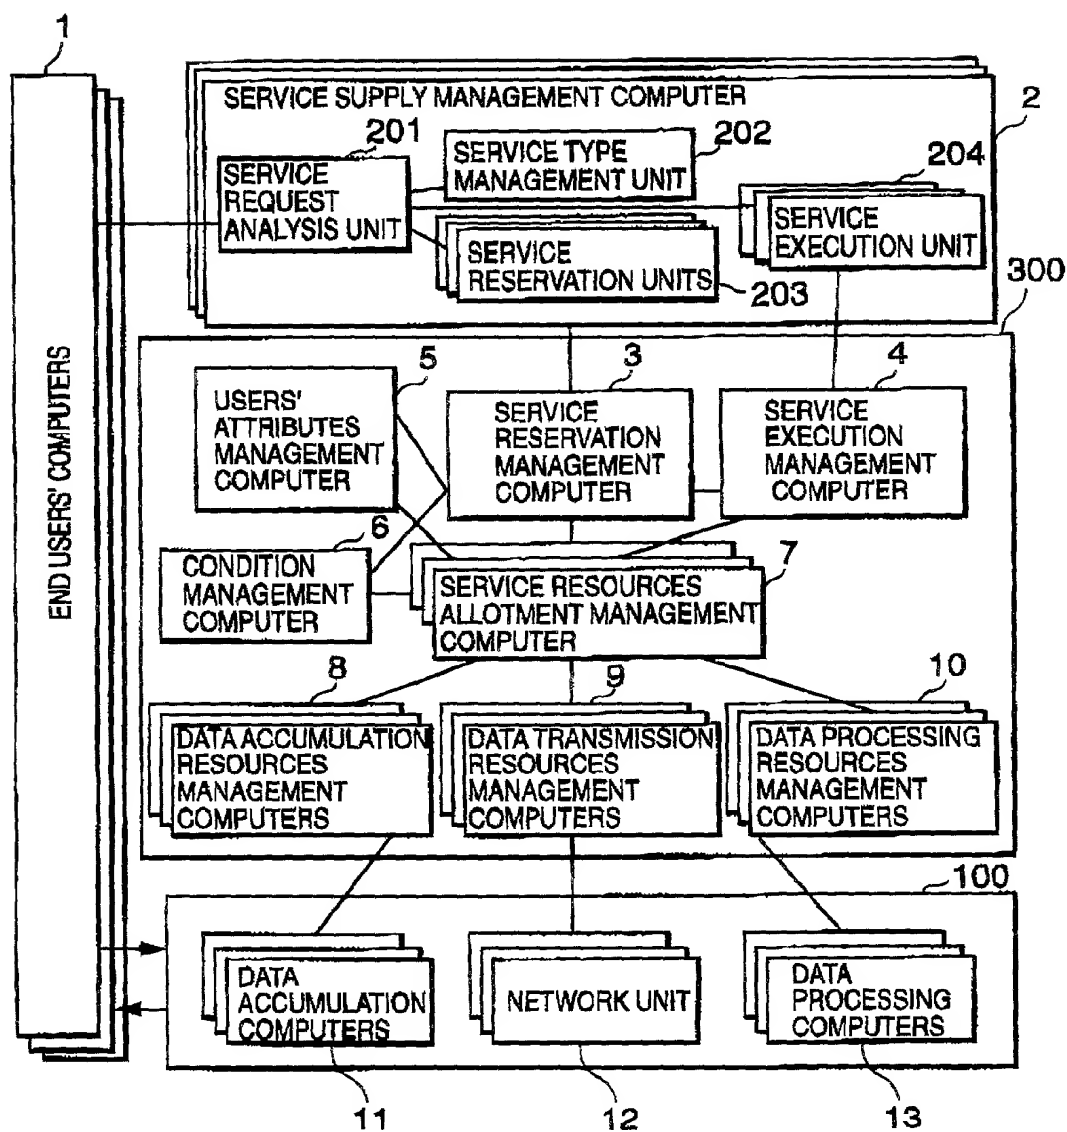 1
END USERS' COMPUTERS
SERVICE SUPPLY MANAGEMENT COMPUTER
2
201
SERVICE
REQUEST
ANALYSIS UNIT
202
SERVICE TYPE
MANAGEMENT UNIT
204
SERVICE
EXECUTION UNIT
SERVICE
RESERVATION UNITS
203
300
5
USERS'
ATTRIBUTES
MANAGEMENT
COMPUTER
3
SERVICE
RESERVATION
MANAGEMENT
COMPUTER
4
SERVICE
EXECUTION
MANAGEMENT
COMPUTER
6
CONDITION
MANAGEMENT
COMPUTER
7
SERVICE RESOURCES
ALLOTMENT MANAGEMENT
COMPUTER
8
DATA ACCUMULATION
RESOURCES
MANAGEMENT
COMPUTERS
9
DATA TRANSMISSION
RESOURCES
MANAGEMENT
COMPUTERS
10
DATA PROCESSING
RESOURCES
MANAGEMENT
COMPUTERS
100
DATA
ACCUMULATION
COMPUTERS
11
NETWORK UNIT
12
DATA
PROCESSING
COMPUTERS
13